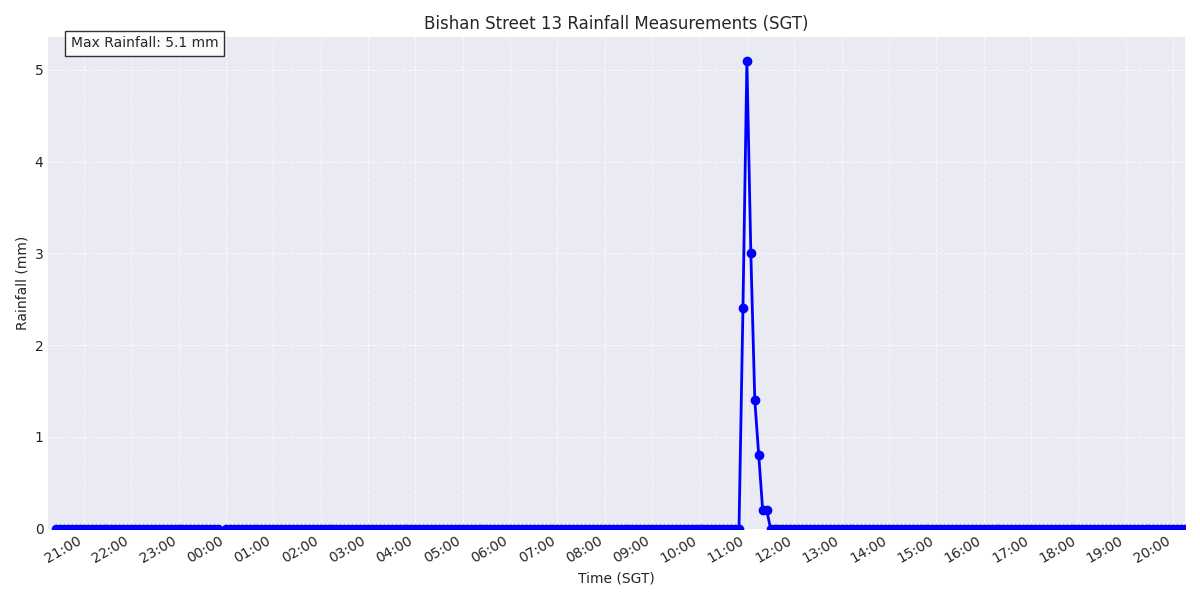 Bishan Street 13 Rainfall Measurements (SGT)
Max Rainfall: 5.1 mm
5
4
3
2
1
0
Rainfall (mm)
21:00 22:00 23:00 00:00 01:00 02:00 03:00 04:00 05:00 06:00 07:00 08:00 09:00 10:00 11:00 12:00 13:00 14:00 15:00 16:00 17:00 18:00 19:00 20:00
Time (SGT)